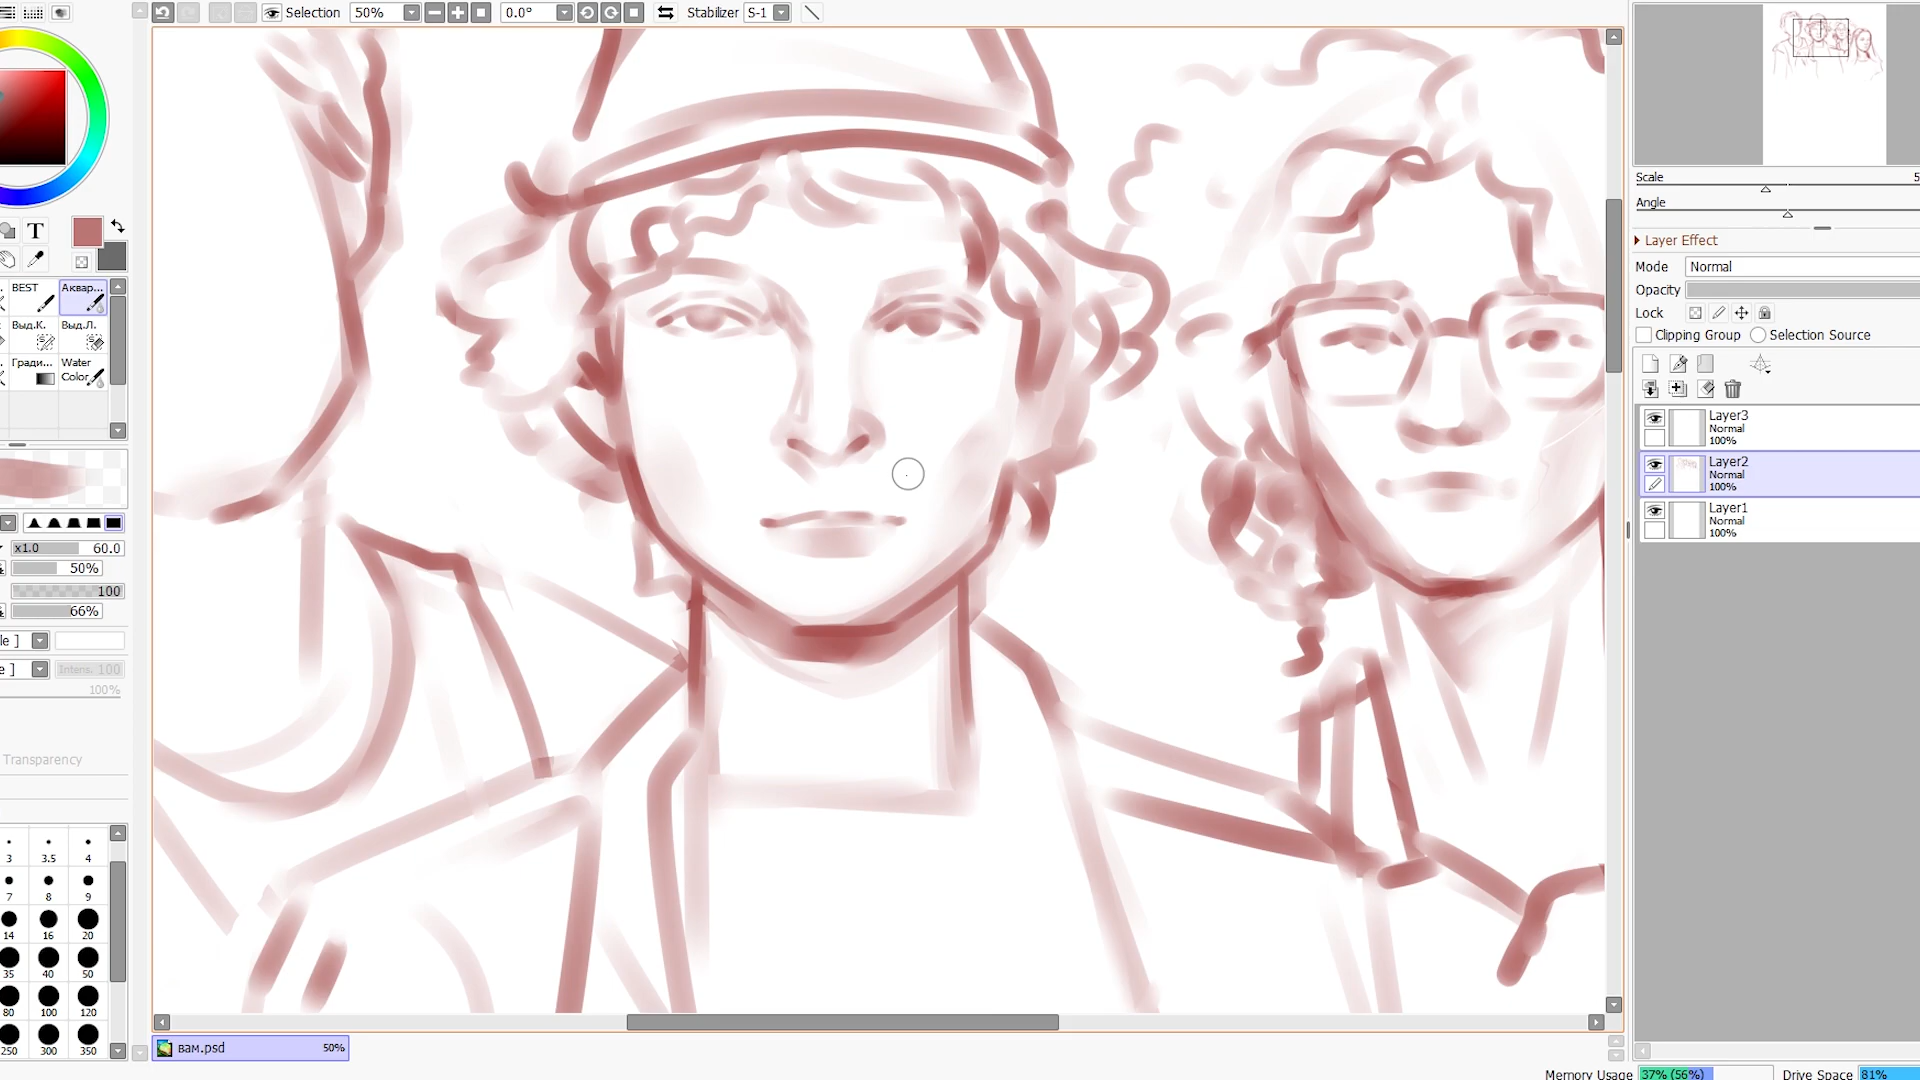 Selection 50% 0.0° Stabilizer S-1
T
BEST Аквар...
Выд.К. Выд.Л.
Гради... Water Color
x1.0 60.0
50%
100
66%
le ]
e ] Intens. 100
100%
Transparency
3 3.5 4
7 8 9
14 16 20
35 40 50
80 100 120
250 300 350
вам.psd 50%
Scale 5
Angle
Layer Effect
Mode Normal
Opacity
Lock
Clipping Group Selection Source
Layer3
Normal
100%
Layer2
Normal
100%
Layer1
Normal
100%
Memory Usage 37% (56%) Drive Space 81%